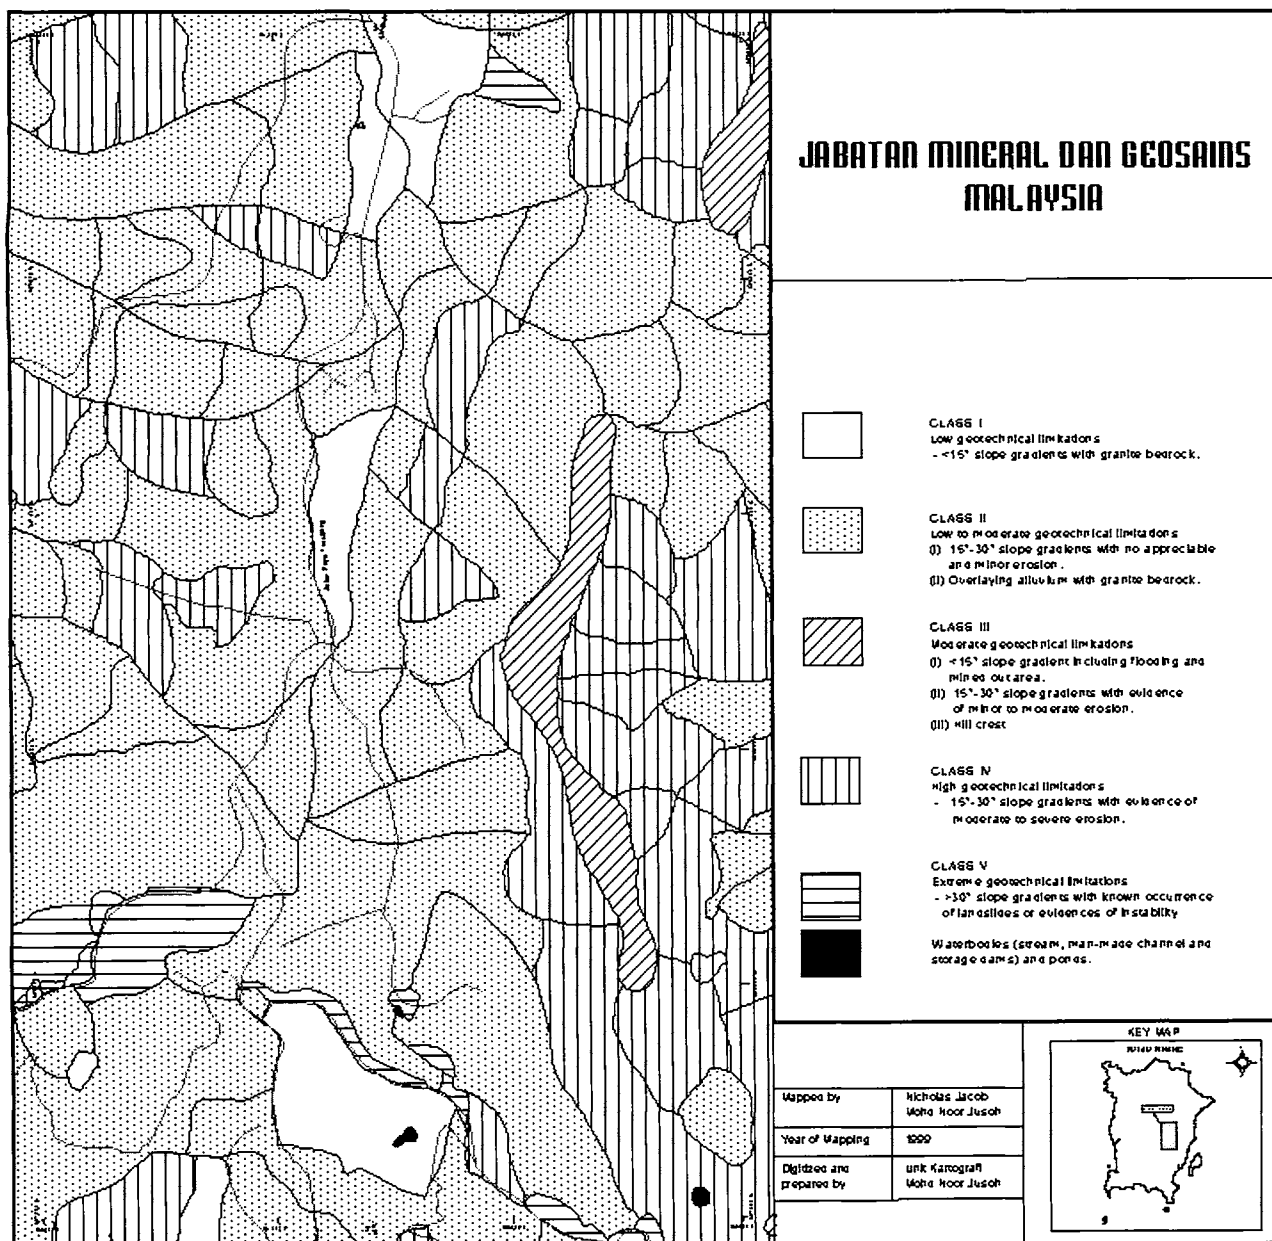 JABATAN MINERAL DAN GEOSAINS
MALAYSIA
CLASS I
Low geotechnical limitations
- <15° slope gradients with granite bedrock.
CLASS II
Low to moderate geotechnical limitations
(I) 15°-30° slope gradients with no appreciable
and minor erosion.
(II) Overlaying alluvium with granite bedrock.
CLASS III
Moderate geotechnical limitations
(I) <15° slope gradient including flooding and
mined out area.
(II) 15°-30° slope gradients with evidence
of minor to moderate erosion.
(III) Hill crest
CLASS IV
High geotechnical limitations
- 15°-30° slope gradients with evidence of
moderate to severe erosion.
CLASS V
Extreme geotechnical limitations
- >30° slope gradients with known occurrence
of landslides or evidences of instability
Waterbodies (stream, man-made channel and
storage dams) and ponds.
KEY MAP
Mapped by
Nicholas Jacob
Mohd Noor Jusoh
Year of Mapping
Digitized and
prepared by
Unit Kartografi
Mohd Noor Jusoh